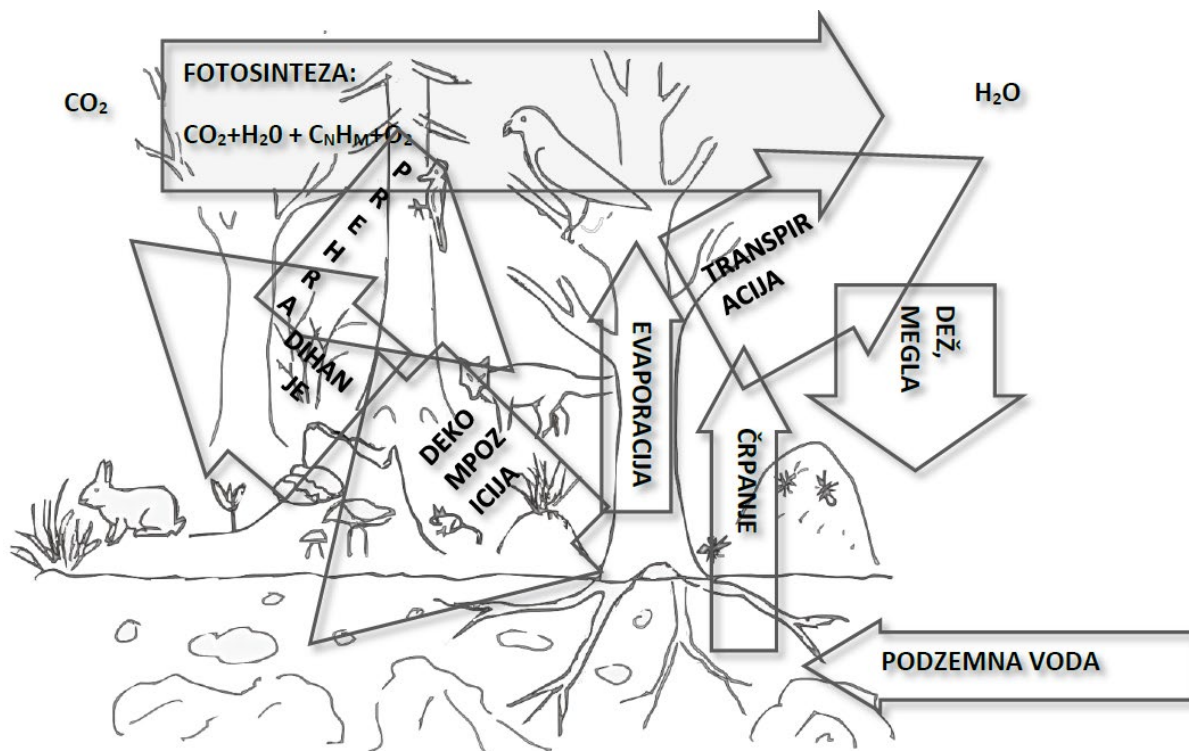 CO₂
FOTOSINTEZA:
CO₂+H₂0 + CₙHₘ+O₂
H₂O
PREHRANA
TRANSPIR
ACIJA
DEŽ,
MEGLA
DIHAN
JE
DEKO
MPOZ
ICIJA
EVAPORACIJA
ČRPANJE
PODZEMNA VODA